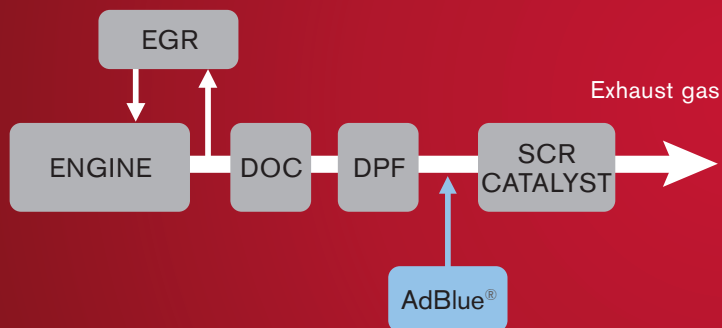 EGR
Exhaust gas
ENGINE
DOC
DPF
SCR
CATALYST
AdBlue®